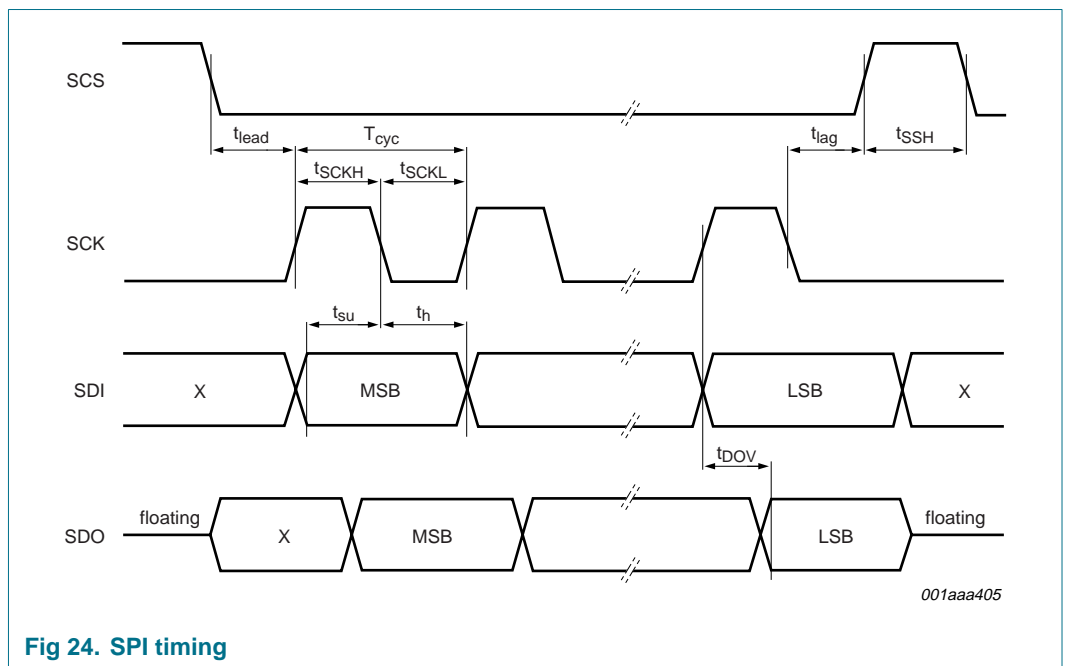 SCS
tlead
Tcyc
tlag
tSSH
tSCKH
tSCKL
SCK
tsu
th
SDI
X
MSB
LSB
X
tDOV
floating
floating
SDO
X
MSB
LSB
001aaa405
Fig 24. SPI timing